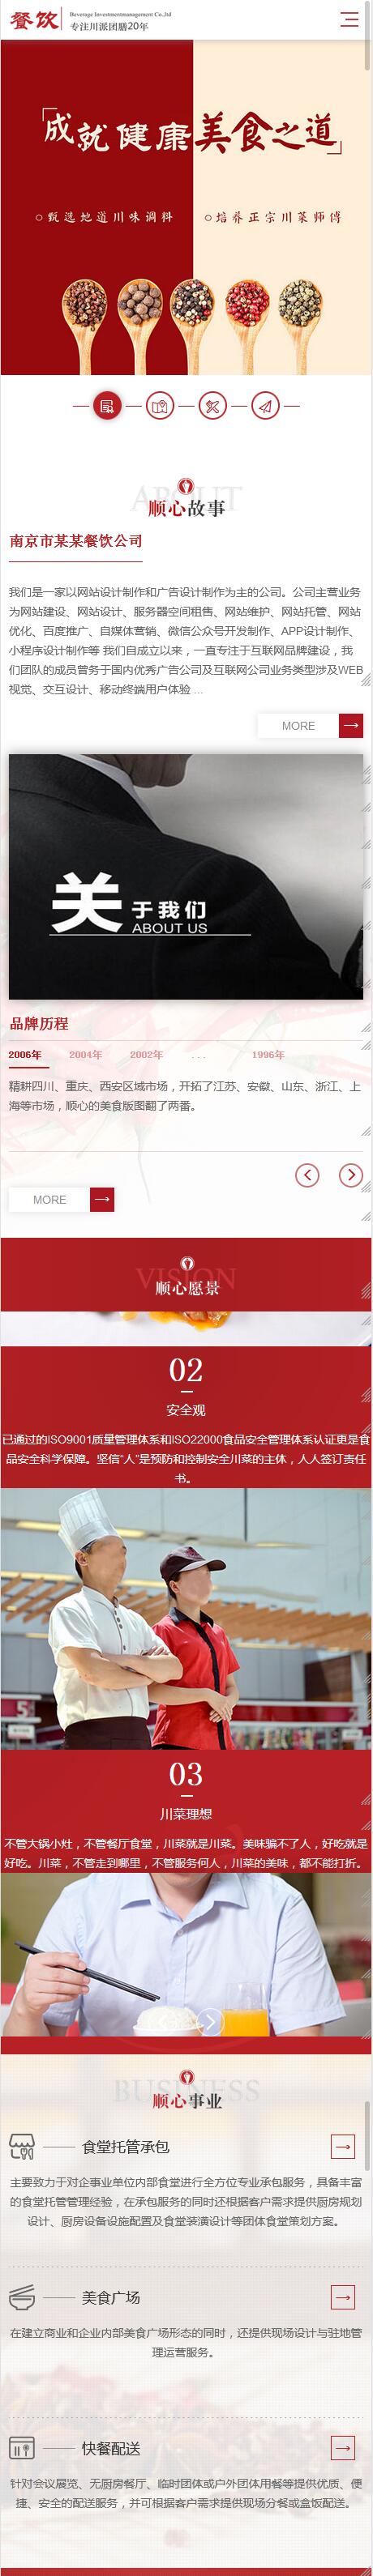 餐饮
Beverage Investmentmanagement Co.,ltd
专注川派团膳20年
成就健康美食之道
甄选地道川味调料
培养正宗川菜师傅
ABOUT
顺心故事
南京市某某餐饮公司
我们是一家以网站设计制作和广告设计制作为主的公司。公司主营业务
为网站建设、网站设计、服务器空间租售、网站维护、网站托管、网站
优化、百度推广、自媒体营销、微信公众号开发制作、APP设计制作、
小程序设计制作等 我们自成立以来，一直专注于互联网品牌建设，我
们团队的成员曾务于国内优秀广告公司及互联网公司业务类型涉及WEB
视觉、交互设计、移动终端用户体验 ...
MORE
关于我们
ABOUT US
品牌历程
2006年 2004年 2002年 ... 1996年
精耕四川、重庆、西安区域市场，开拓了江苏、安徽、山东、浙江、上
海等市场，顺心的美食版图翻了两番。
MORE
VISION
顺心愿景
02
安全观
已通过的ISO9001质量管理体系和ISO22000食品安全管理体系认证更是食
品安全科学保障。坚信“人”是预防和控制安全川菜的主体，人人签订责任
书。
5
03
川菜理想
不管大锅小灶，不管餐厅食堂，川菜就是川菜。美味骗不了人，好吃就是
好吃。川菜，不管走到哪里，不管服务何人，川菜的美味，都不能打折。
BUSINESS
顺心事业
食堂托管承包
主要致力于对企事业单位内部食堂进行全方位专业承包服务，具备丰富
的食堂托管管理经验，在承包服务的同时还根据客户需求提供厨房规划
设计、厨房设备设施配置及食堂装潢设计等团体食堂策划方案。
美食广场
在建立商业和企业内部美食广场形态的同时，还提供现场设计与驻地管
理运营服务。
快餐配送
针对会议展览、无厨房餐厅、临时团体或户外团体用餐等提供优质、便
捷、安全的配送服务，并可根据客户需求提供现场分餐或盒饭配送。